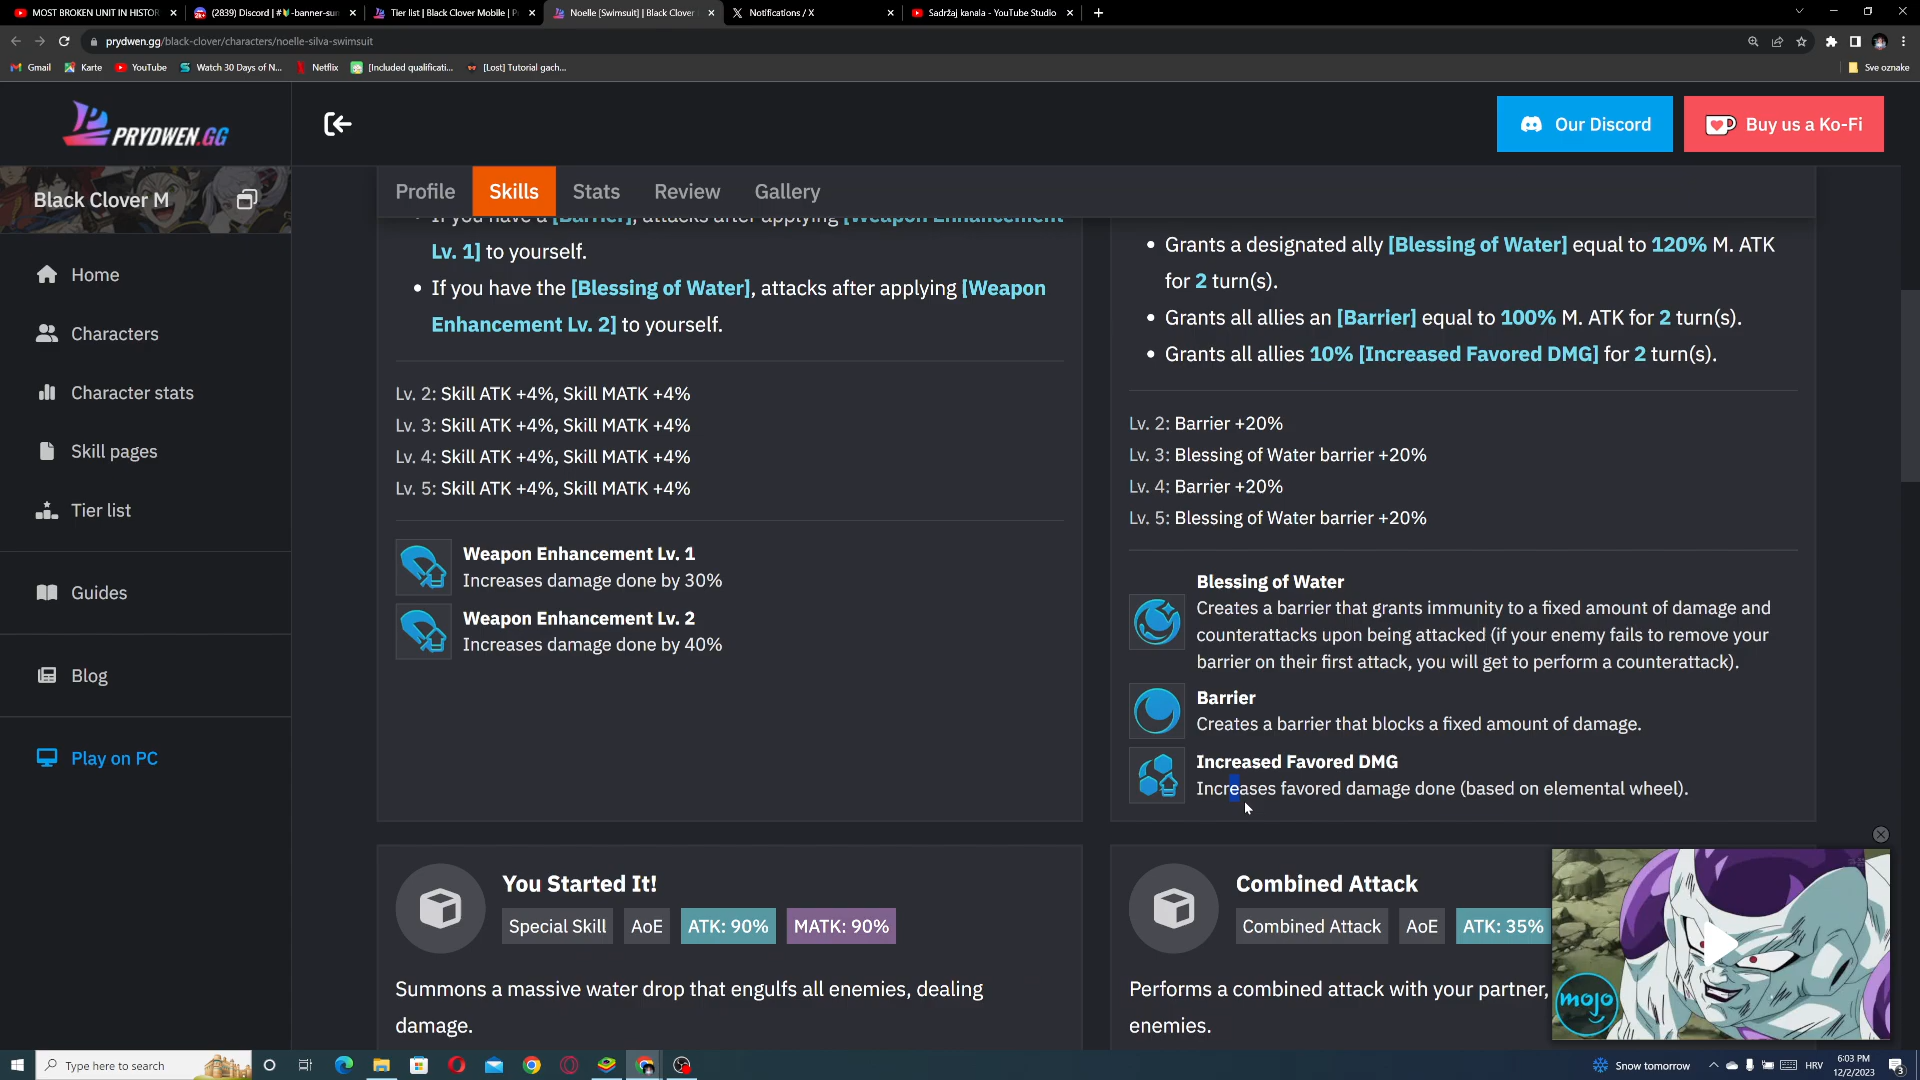 MOST BROKEN UNIT IN HISTOR
(2839) Discord | #🔰-banner-sum
Tier list | Black Clover Mobile | P
Noelle [Swimsuit] | Black Clover
Notifications / X
Sadržaj kanala - YouTube Studio
prydwen.gg/black-clover/characters/noelle-silva-swimsuit
Gmail
Karte
YouTube
Watch 30 Days of N...
Netflix
[Included qualificati...
[Lost] Tutorial gach...
Sve oznake
PRYDWEN.GG
Our Discord
Buy us a Ko-Fi
Black Clover M
Home
Characters
Character stats
Skill pages
Tier list
Guides
Blog
Play on PC
Profile
Skills
Stats
Review
Gallery
If you have a [Barrier], attacks after applying [Weapon Enhancement
Lv. 1] to yourself.
If you have the [Blessing of Water], attacks after applying [Weapon
Enhancement Lv. 2] to yourself.
Lv. 2: Skill ATK +4%, Skill MATK +4%
Lv. 3: Skill ATK +4%, Skill MATK +4%
Lv. 4: Skill ATK +4%, Skill MATK +4%
Lv. 5: Skill ATK +4%, Skill MATK +4%
Weapon Enhancement Lv. 1
Increases damage done by 30%
Weapon Enhancement Lv. 2
Increases damage done by 40%
Grants a designated ally [Blessing of Water] equal to 120% M. ATK
for 2 turn(s).
Grants all allies an [Barrier] equal to 100% M. ATK for 2 turn(s).
Grants all allies 10% [Increased Favored DMG] for 2 turn(s).
Lv. 2: Barrier +20%
Lv. 3: Blessing of Water barrier +20%
Lv. 4: Barrier +20%
Lv. 5: Blessing of Water barrier +20%
Blessing of Water
Creates a barrier that grants immunity to a fixed amount of damage and
counterattacks upon being attacked (if your enemy fails to remove your
barrier on their first attack, you will get to perform a counterattack).
Barrier
Creates a barrier that blocks a fixed amount of damage.
Increased Favored DMG
Increases favored damage done (based on elemental wheel).
You Started It!
Special Skill
AoE
ATK: 90%
MATK: 90%
Summons a massive water drop that engulfs all enemies, dealing
damage.
Combined Attack
Combined Attack
AoE
ATK: 35%
Performs a combined attack with your partner,
enemies.
mojo
Type here to search
Snow tomorrow
HRV
6:03 PM
12/2/2023
3